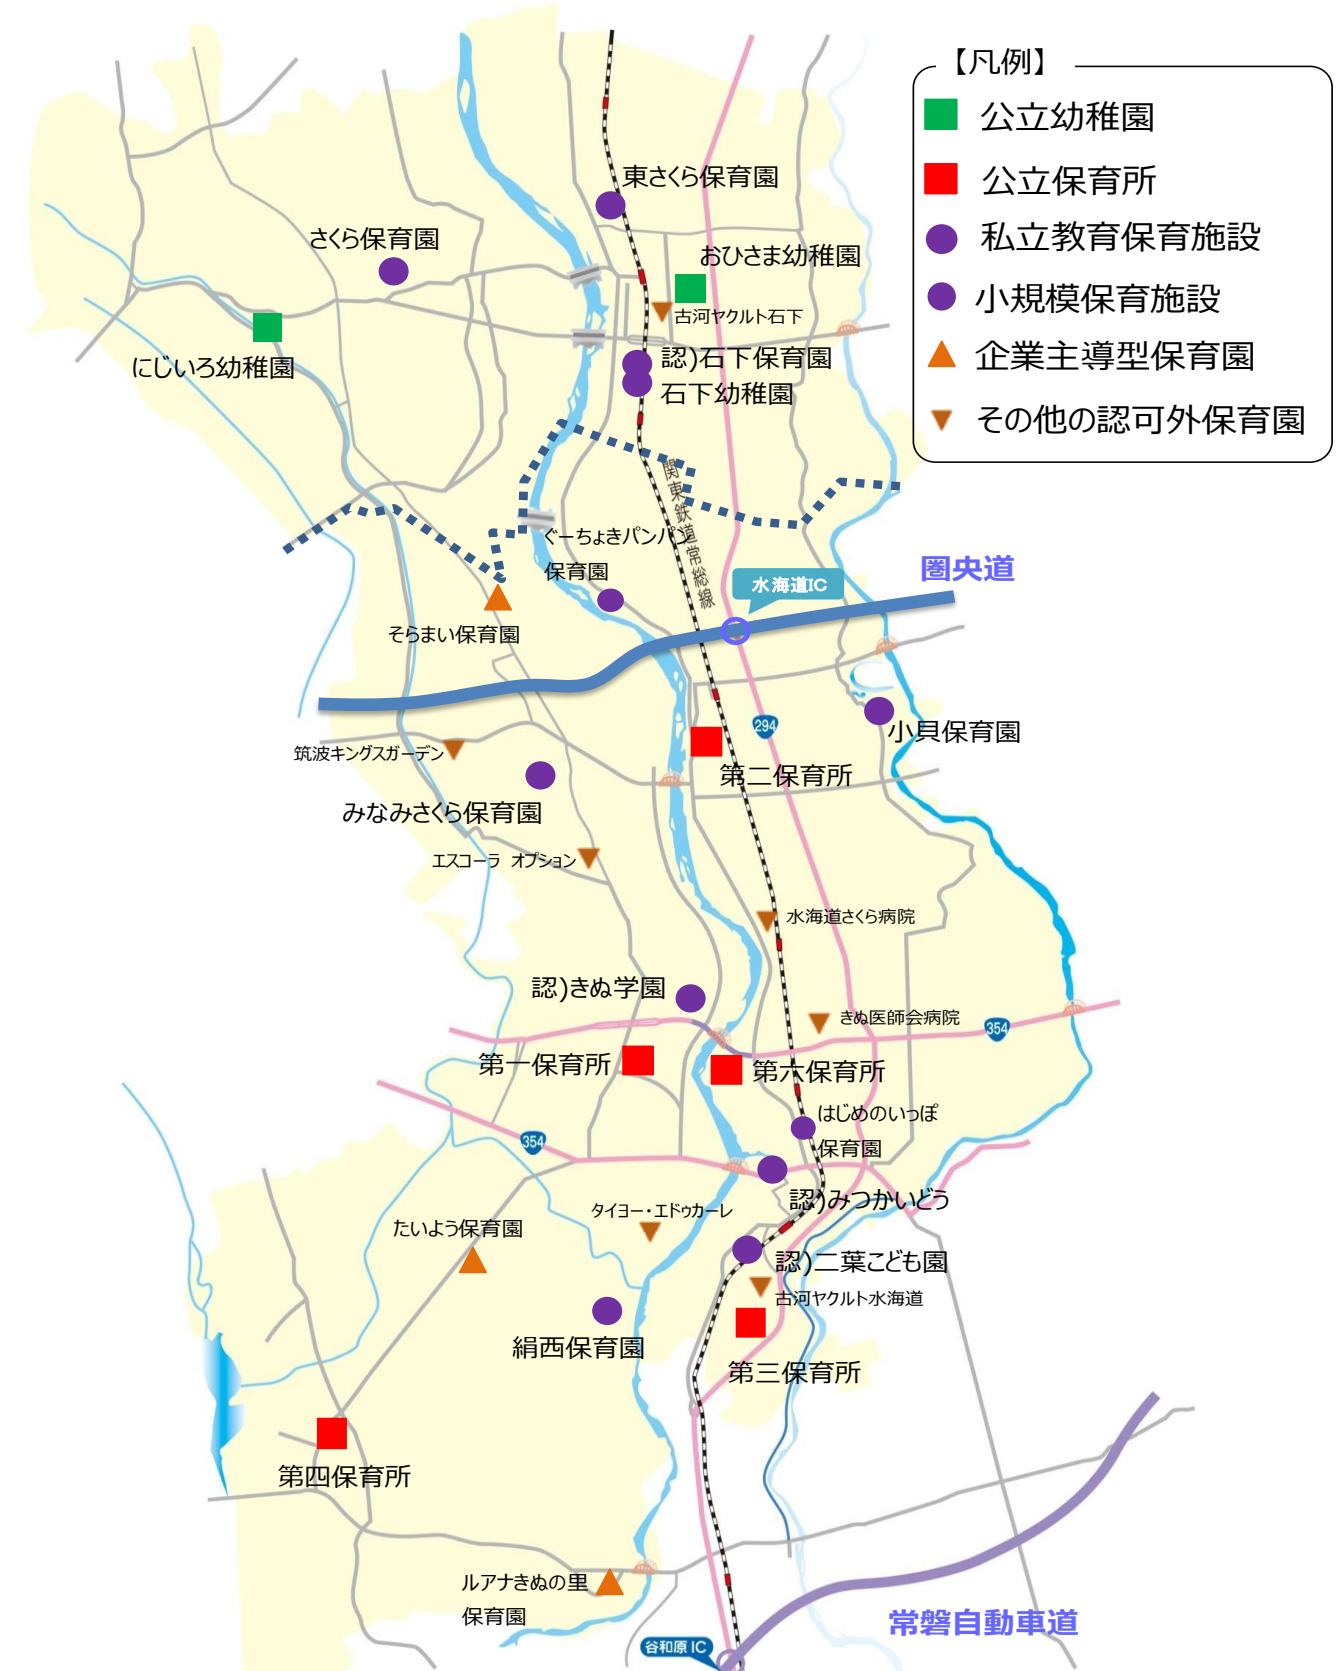 【凡例】
公立幼稚園
公立保育所
私立教育保育施設
小規模保育施設
企業主導型保育園
その他の認可外保育園
東さくら保育園
さくら保育園
おひさま幼稚園
古河ヤクルト石下
にじいろ幼稚園
認)石下保育園
石下幼稚園
関東鉄道常総線
ぐーちょきパンパン
保育園
圏央道
水海道IC
そらまい保育園
294
小貝保育園
筑波キングスガーデン
第二保育所
みなみさくら保育園
エスコーラ オプション
水海道さくら病院
認)きぬ学園
きぬ医師会病院
354
第一保育所
第六保育所
はじめのいっぽ
保育園
354
認)みつかいどう
タイヨー・エドゥカーレ
たいよう保育園
認)二葉こども園
古河ヤクルト水海道
絹西保育園
第三保育所
第四保育所
ルアナきぬの里
保育園
常磐自動車道
谷和原IC